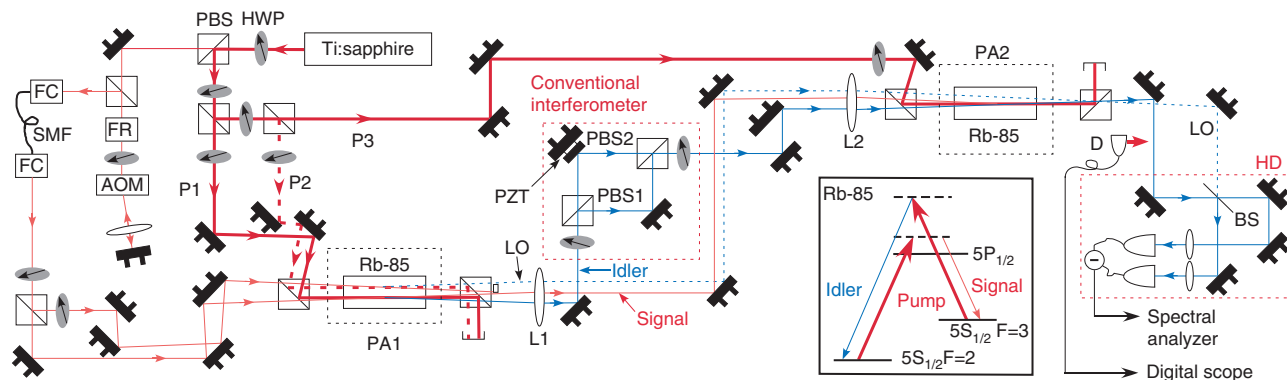 PBS
HWP
Ti:sapphire
FC
SMF
FR
FC
AOM
P1
P2
P3
Conventional
interferometer
PBS2
PZT
PBS1
L2
PA2
Rb-85
LO
D
HD
BS
Rb-85
PA1
LO
Idler
L1
Signal
Rb-85
5P1/2
Idler
Pump
Signal
5S1/2 F=3
5S1/2F=2
Spectral
analyzer
Digital scope